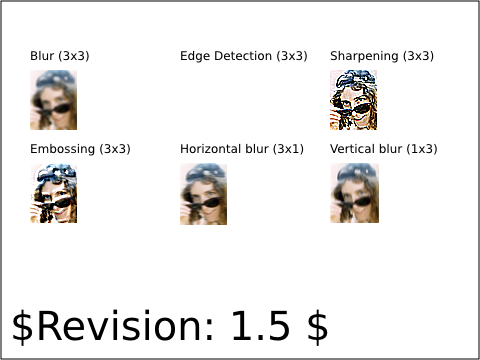 Blur (3x3)
Edge Detection (3x3)
Sharpening (3x3)
Embossing (3x3)
Horizontal blur (3x1)
Vertical blur (1x3)
$Revision: 1.5 $